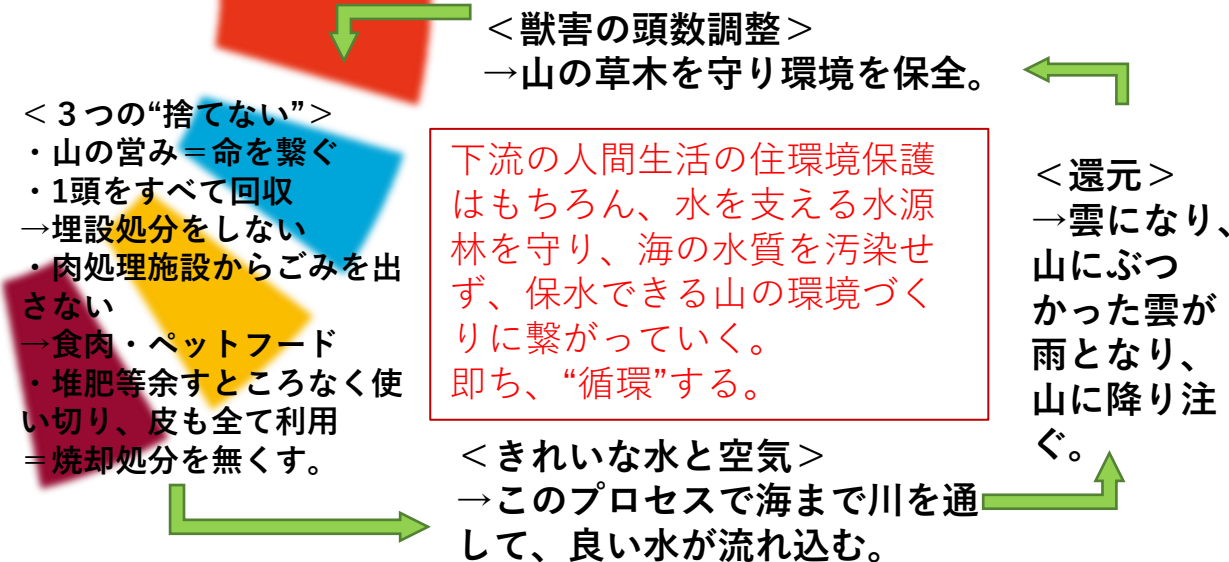 ＜獣害の頭数調整＞
→山の草木を守り環境を保全。
＜３つの“捨てない”＞
・山の営み＝命を繋ぐ
・1頭をすべて回収
→埋設処分をしない
・肉処理施設からごみを出
さない
→食肉・ペットフード
・堆肥等余すところなく使
い切り、皮も全て利用
＝焼却処分を無くす。
下流の人間生活の住環境保護
はもちろん、水を支える水源
林を守り、海の水質を汚染せ
ず、保水できる山の環境づく
りに繋がっていく。
即ち、“循環”する。
＜還元＞
→雲になり、
山にぶつ
かった雲が
雨となり、
山に降り注
ぐ。
＜きれいな水と空気＞
→このプロセスで海まで川を通
して、良い水が流れ込む。